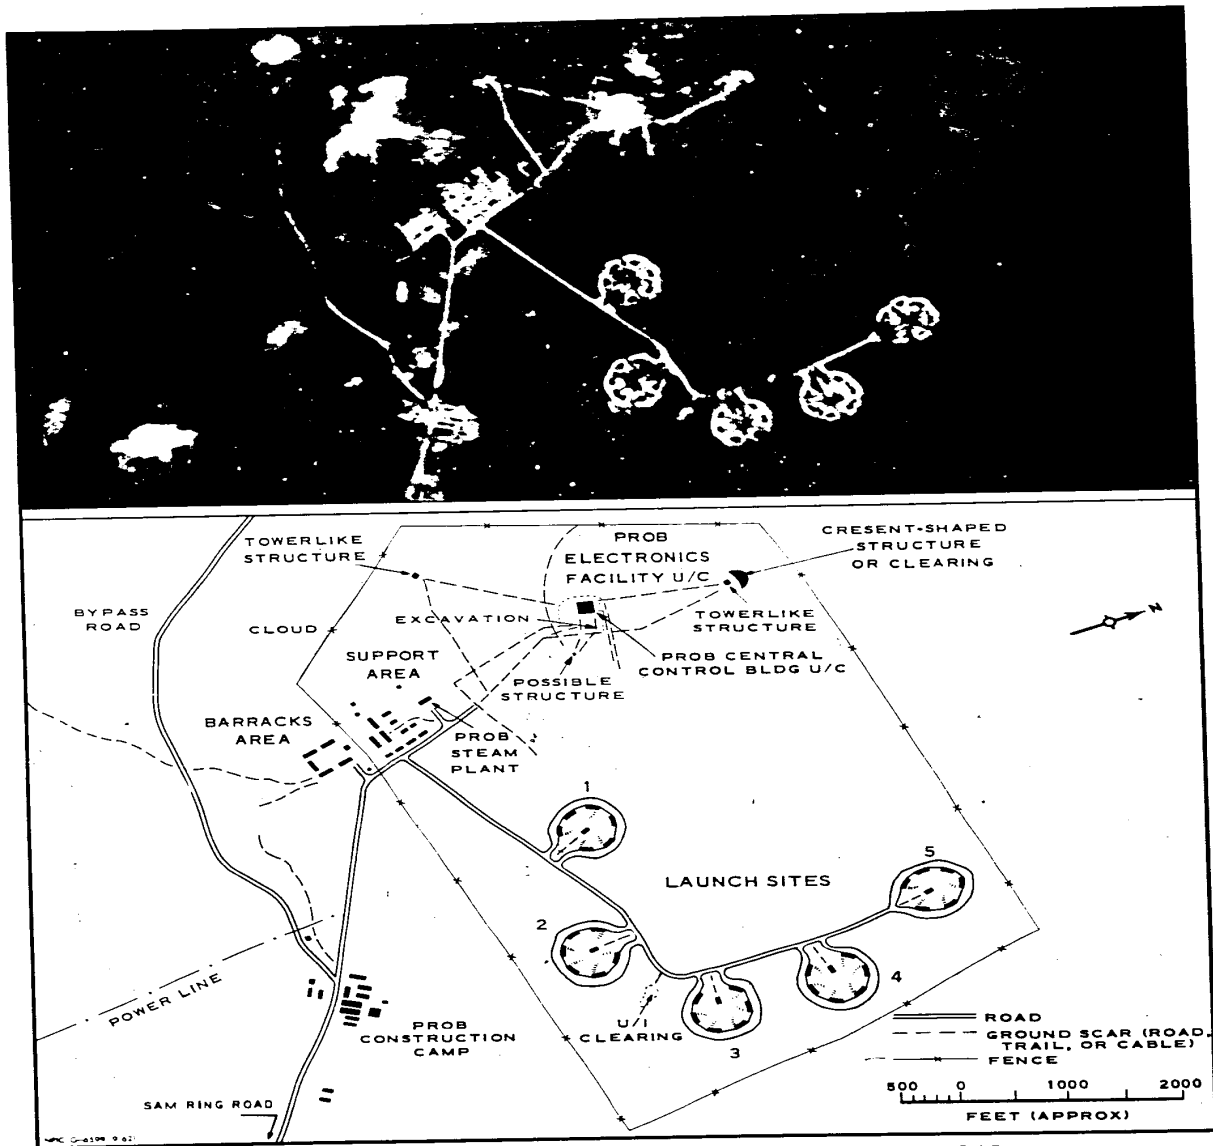 TOWERLIKE
STRUCTURE
PROB
ELECTRONICS
FACILITY U/C
CRESENT-SHAPED
STRUCTURE
OR CLEARING
BYPASS
ROAD
CLOUD
EXCAVATION
TOWERLIKE
STRUCTURE
N
SUPPORT
AREA
POSSIBLE
STRUCTURE
PROB CENTRAL
CONTROL BLDG U/C
BARRACKS
AREA
PROB
STEAM
PLANT
1
LAUNCH SITES
5
2
4
POWER LINE
U/I
CLEARING
3
PROB
CONSTRUCTION
CAMP
ROAD
GROUND SCAR (ROAD,
TRAIL, OR CABLE)
FENCE
SAM RING ROAD
500 0 1000 2000
FEET (APPROX)